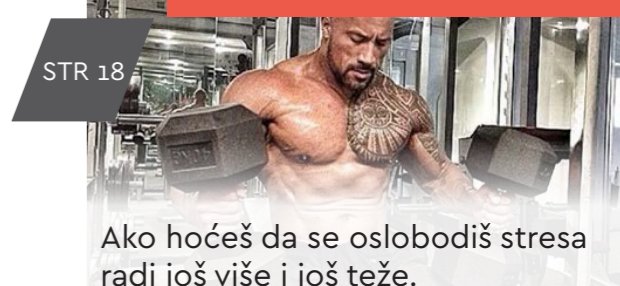 STR 18
Ako hoćeš da se oslobodiš stresa
radi još više i još teže.